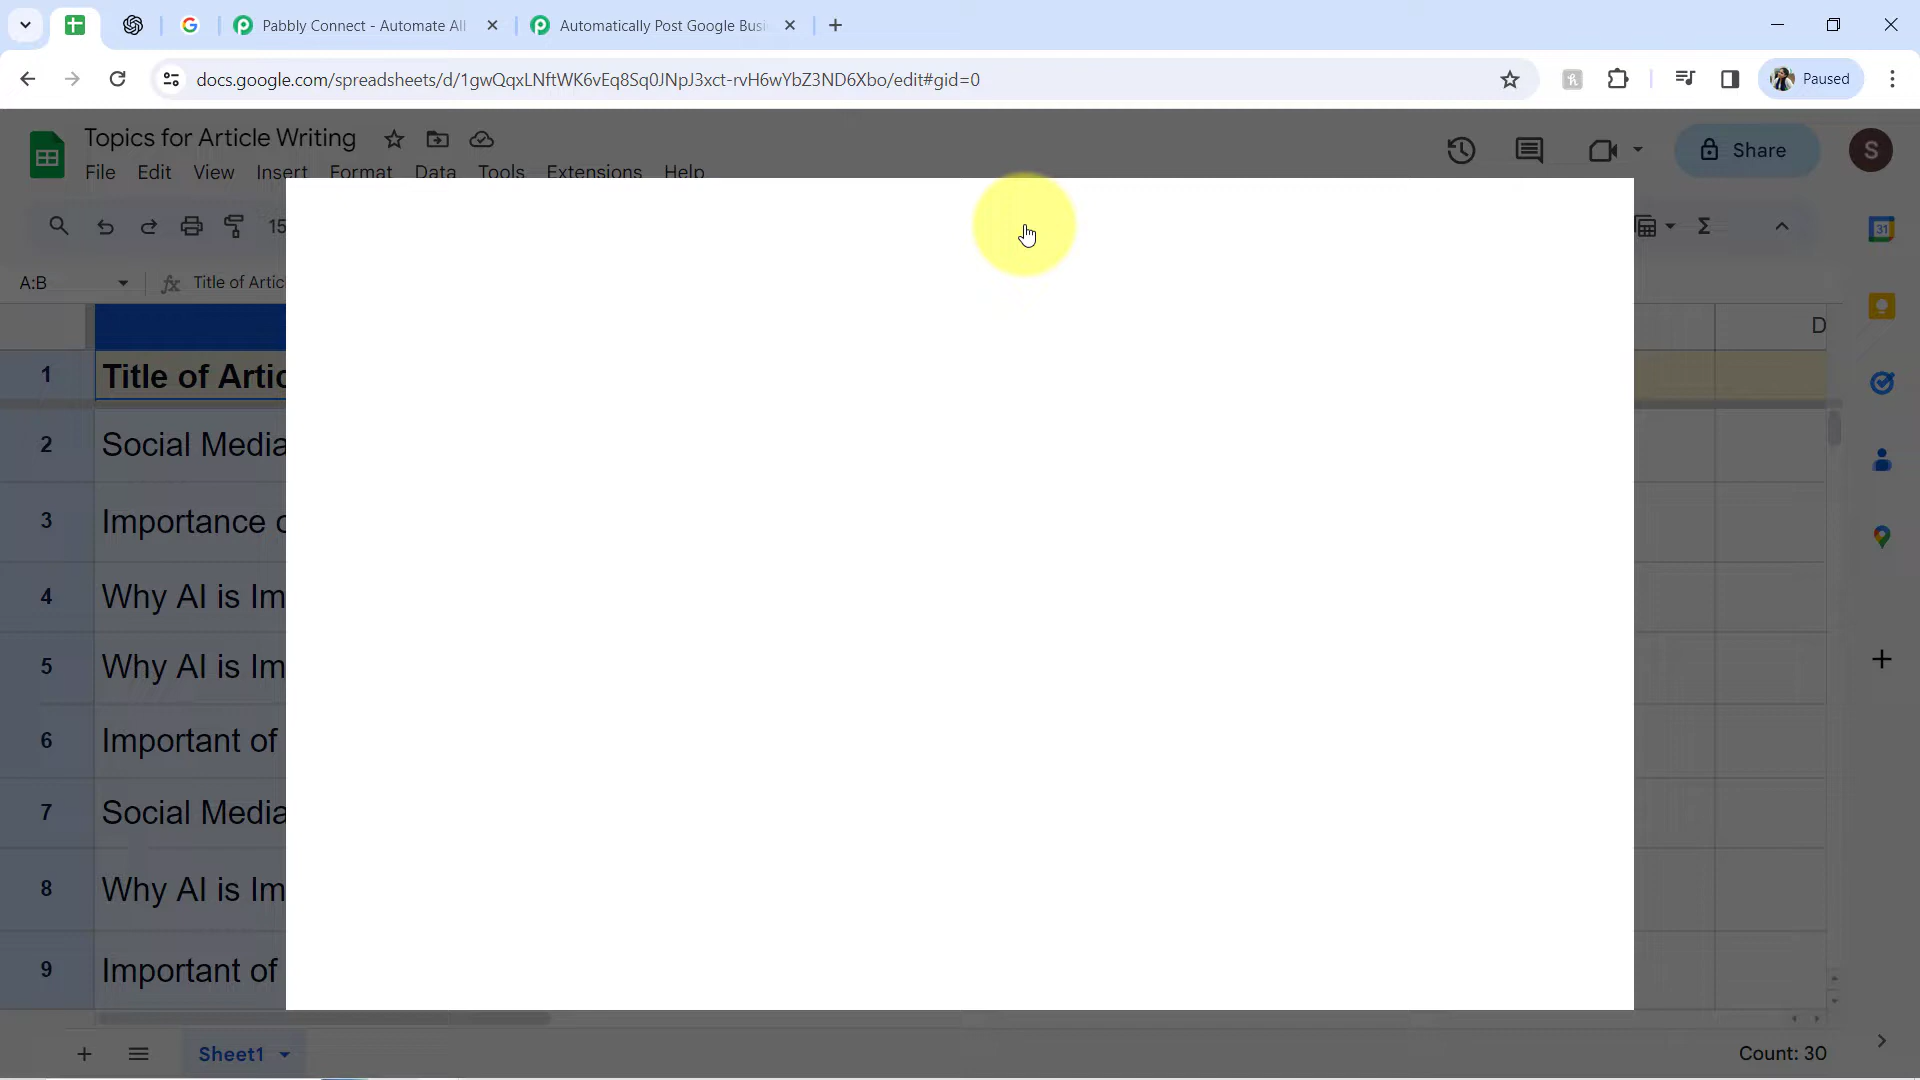 Pabbly Connect - Automate All
Automatically Post Google Busi
docs.google.com/spreadsheets/d/1gwQqxLNftWK6vEq8Sq0JNpJ3xct-rvH6wYbZ3ND6Xbo/edit#gid=0
Paused
Topics for Article Writing
Share
S
File Edit View Insert Format Data Tools Extensions Help
A:B
fx Title of Artic
D
1 Title of Artic
2 Social Media
3 Importance
4 Why AI is Im
5 Why AI is Im
6 Important of
7 Social Media
8 Why AI is Im
9 Important of
Sheet1
Count: 30
31